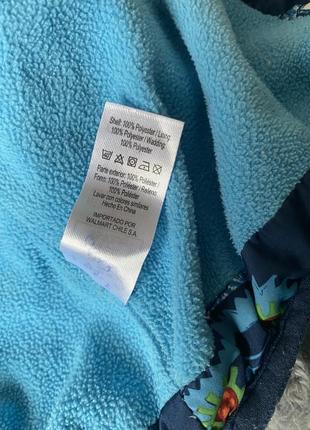 Shell: 100% Polyester / Lining:
100% Polyester / Wadding:
100% Polyester
Parte exterior: 100% Poliéster /
Forro: 100% Poliéster / Relleno:
100% Poliéster
Lavar con colores similares
Hecho En China
IMPORTADO POR
WALMART CHILE S.A.